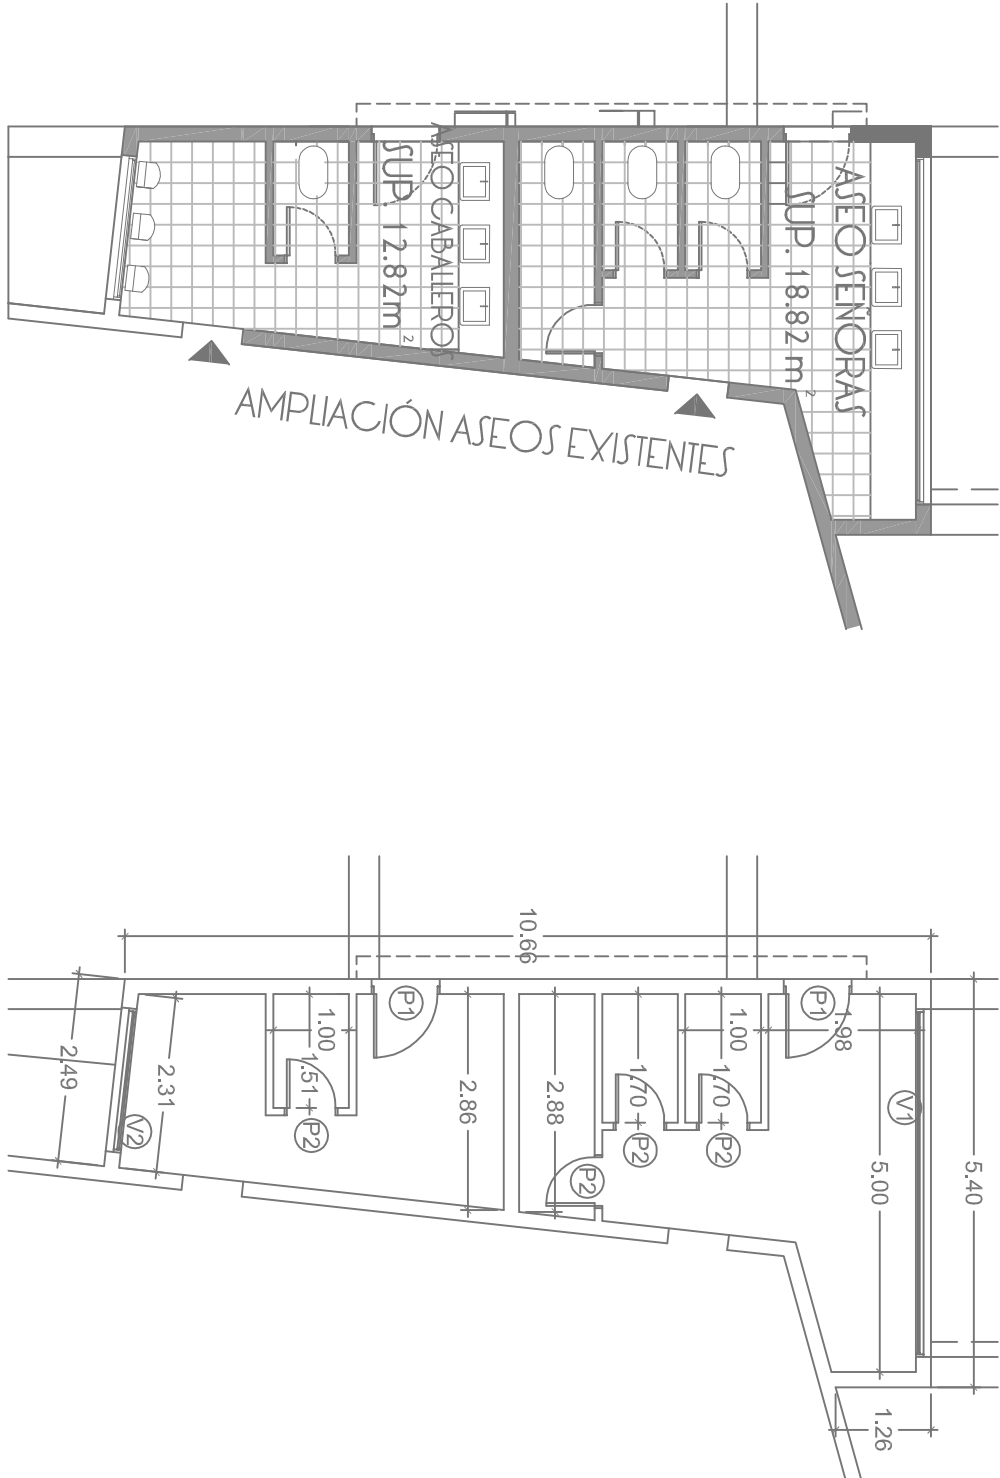 ASEO CABALLEROS
SUP. 12.82m²
ASEO SEÑORAS
SUP. 18.82 m²
AMPLIACIÓN ASEOS EXISTENTES
10.66
P1
P1
1.98
1.00
1.00
1.51
1.70
1.70
2.49
2.31
2.86
2.88
V1
V2
P2
P2
P2
P2
5.00
5.40
1.26